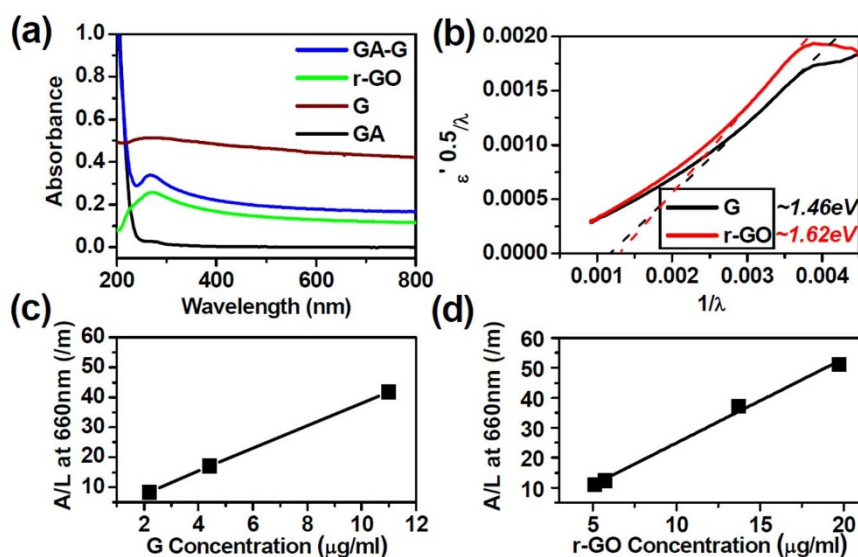 (a)
Absorbance
1.0
0.8
0.6
0.4
0.2
0.0
GA-G
r-GO
G
GA
200 400 600 800
Wavelength (nm)
(b)
ε' 0.5/λ
0.0020
0.0015
0.0010
0.0005
0.0000
G ~1.46eV
r-GO ~1.62eV
0.001 0.002 0.003 0.004
1/λ
(c)
A/L at 660nm (/m)
60
50
40
30
20
10
0 2 4 6 8 10 12
G Concentration (μg/ml)
(d)
A/L at 660nm (/m)
60
50
40
30
20
10
5 10 15 20
r-GO Concentration (μg/ml)